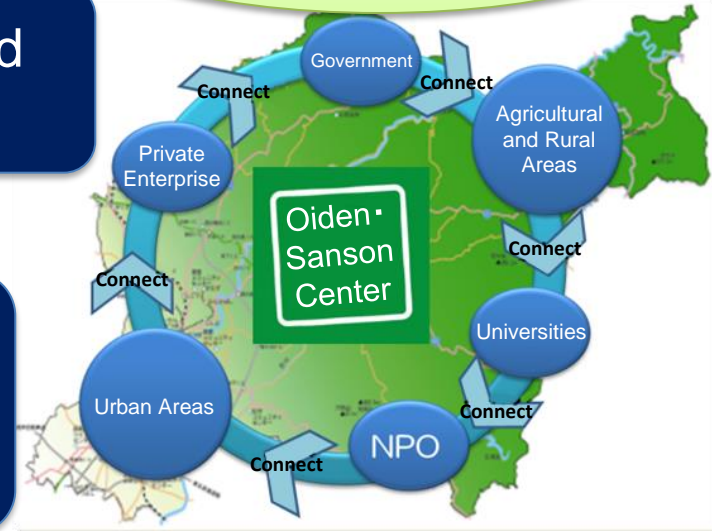 d
Government
Connect
Connect
Agricultural
and Rural
Areas
Private
Enterprise
Oiden·
Sanson
Center
Connect
Connect
Universities
Urban Areas
Connect
NPO
Connect